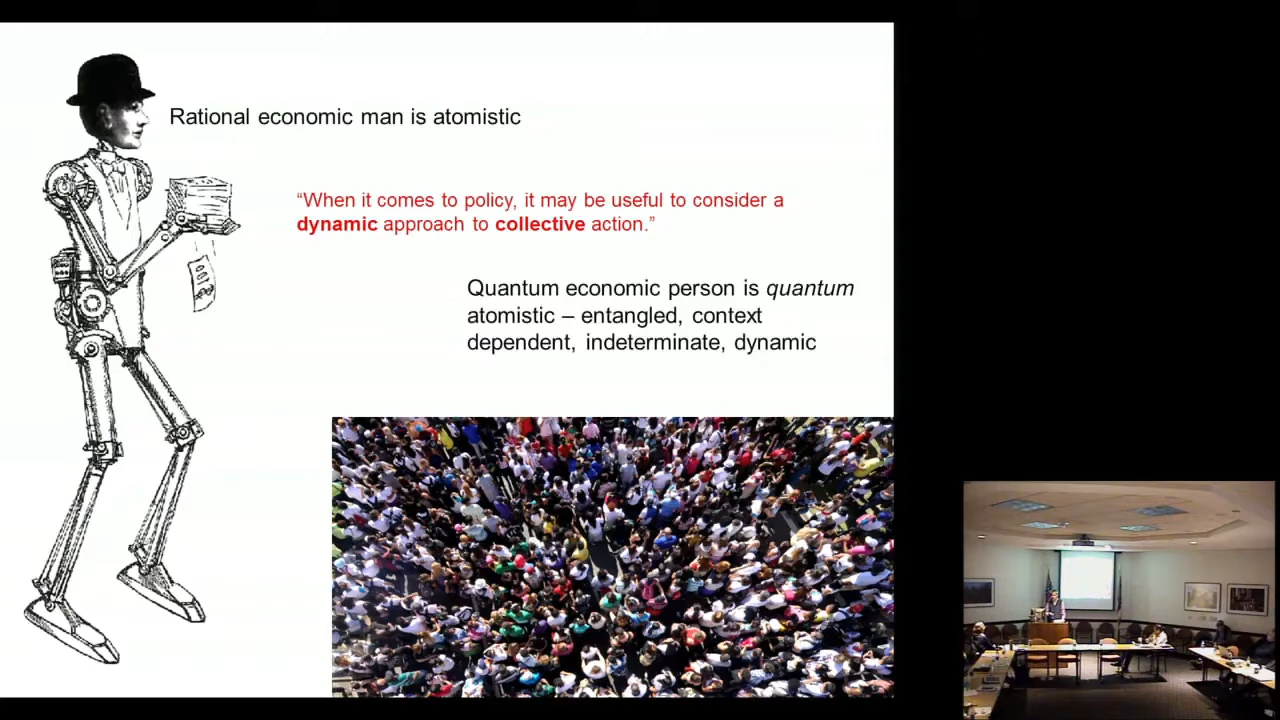 Rational economic man is atomistic
“When it comes to policy, it may be useful to consider a
dynamic approach to collective action.”
Quantum economic person is quantum
atomistic – entangled, context
dependent, indeterminate, dynamic